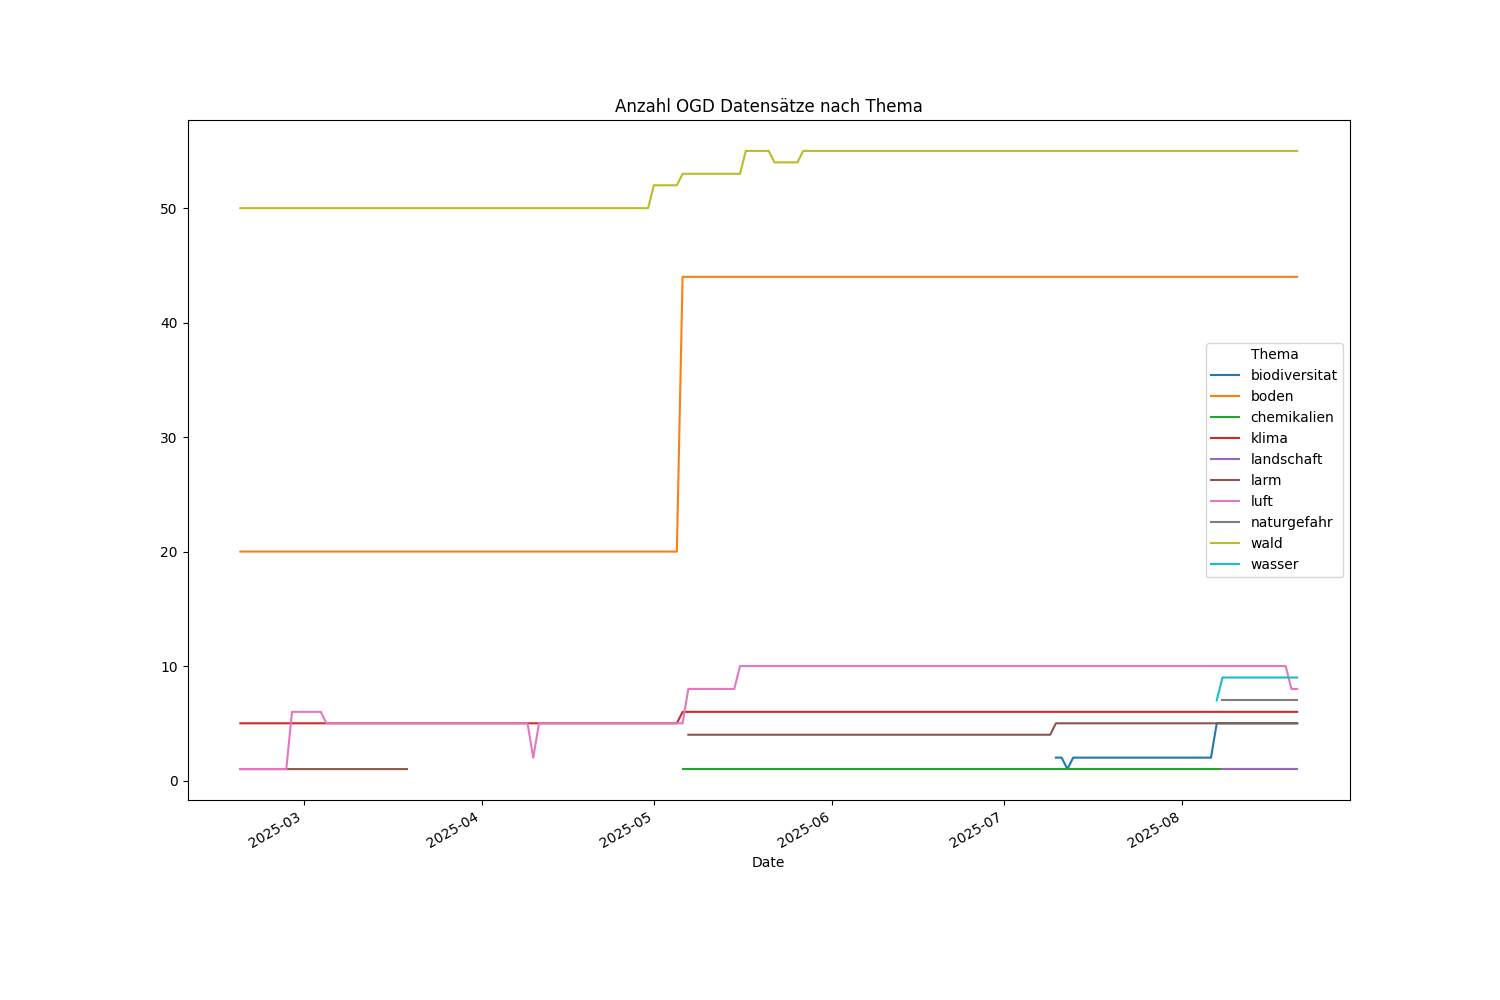 Anzahl OGD Datensätze nach Thema
50
40
30
20
10
0
Thema
biodiversitat
boden
chemikalien
klima
landschaft
larm
luft
naturgefahr
wald
wasser
2025-03
2025-04
2025-05
2025-06
2025-07
2025-08
Date